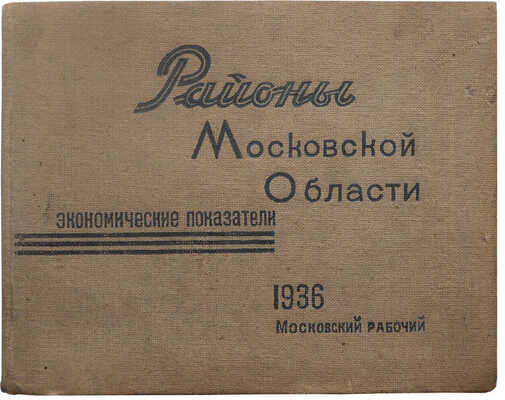 Районы
Московской
Области
экономические показатели
1936
Московский рабочий